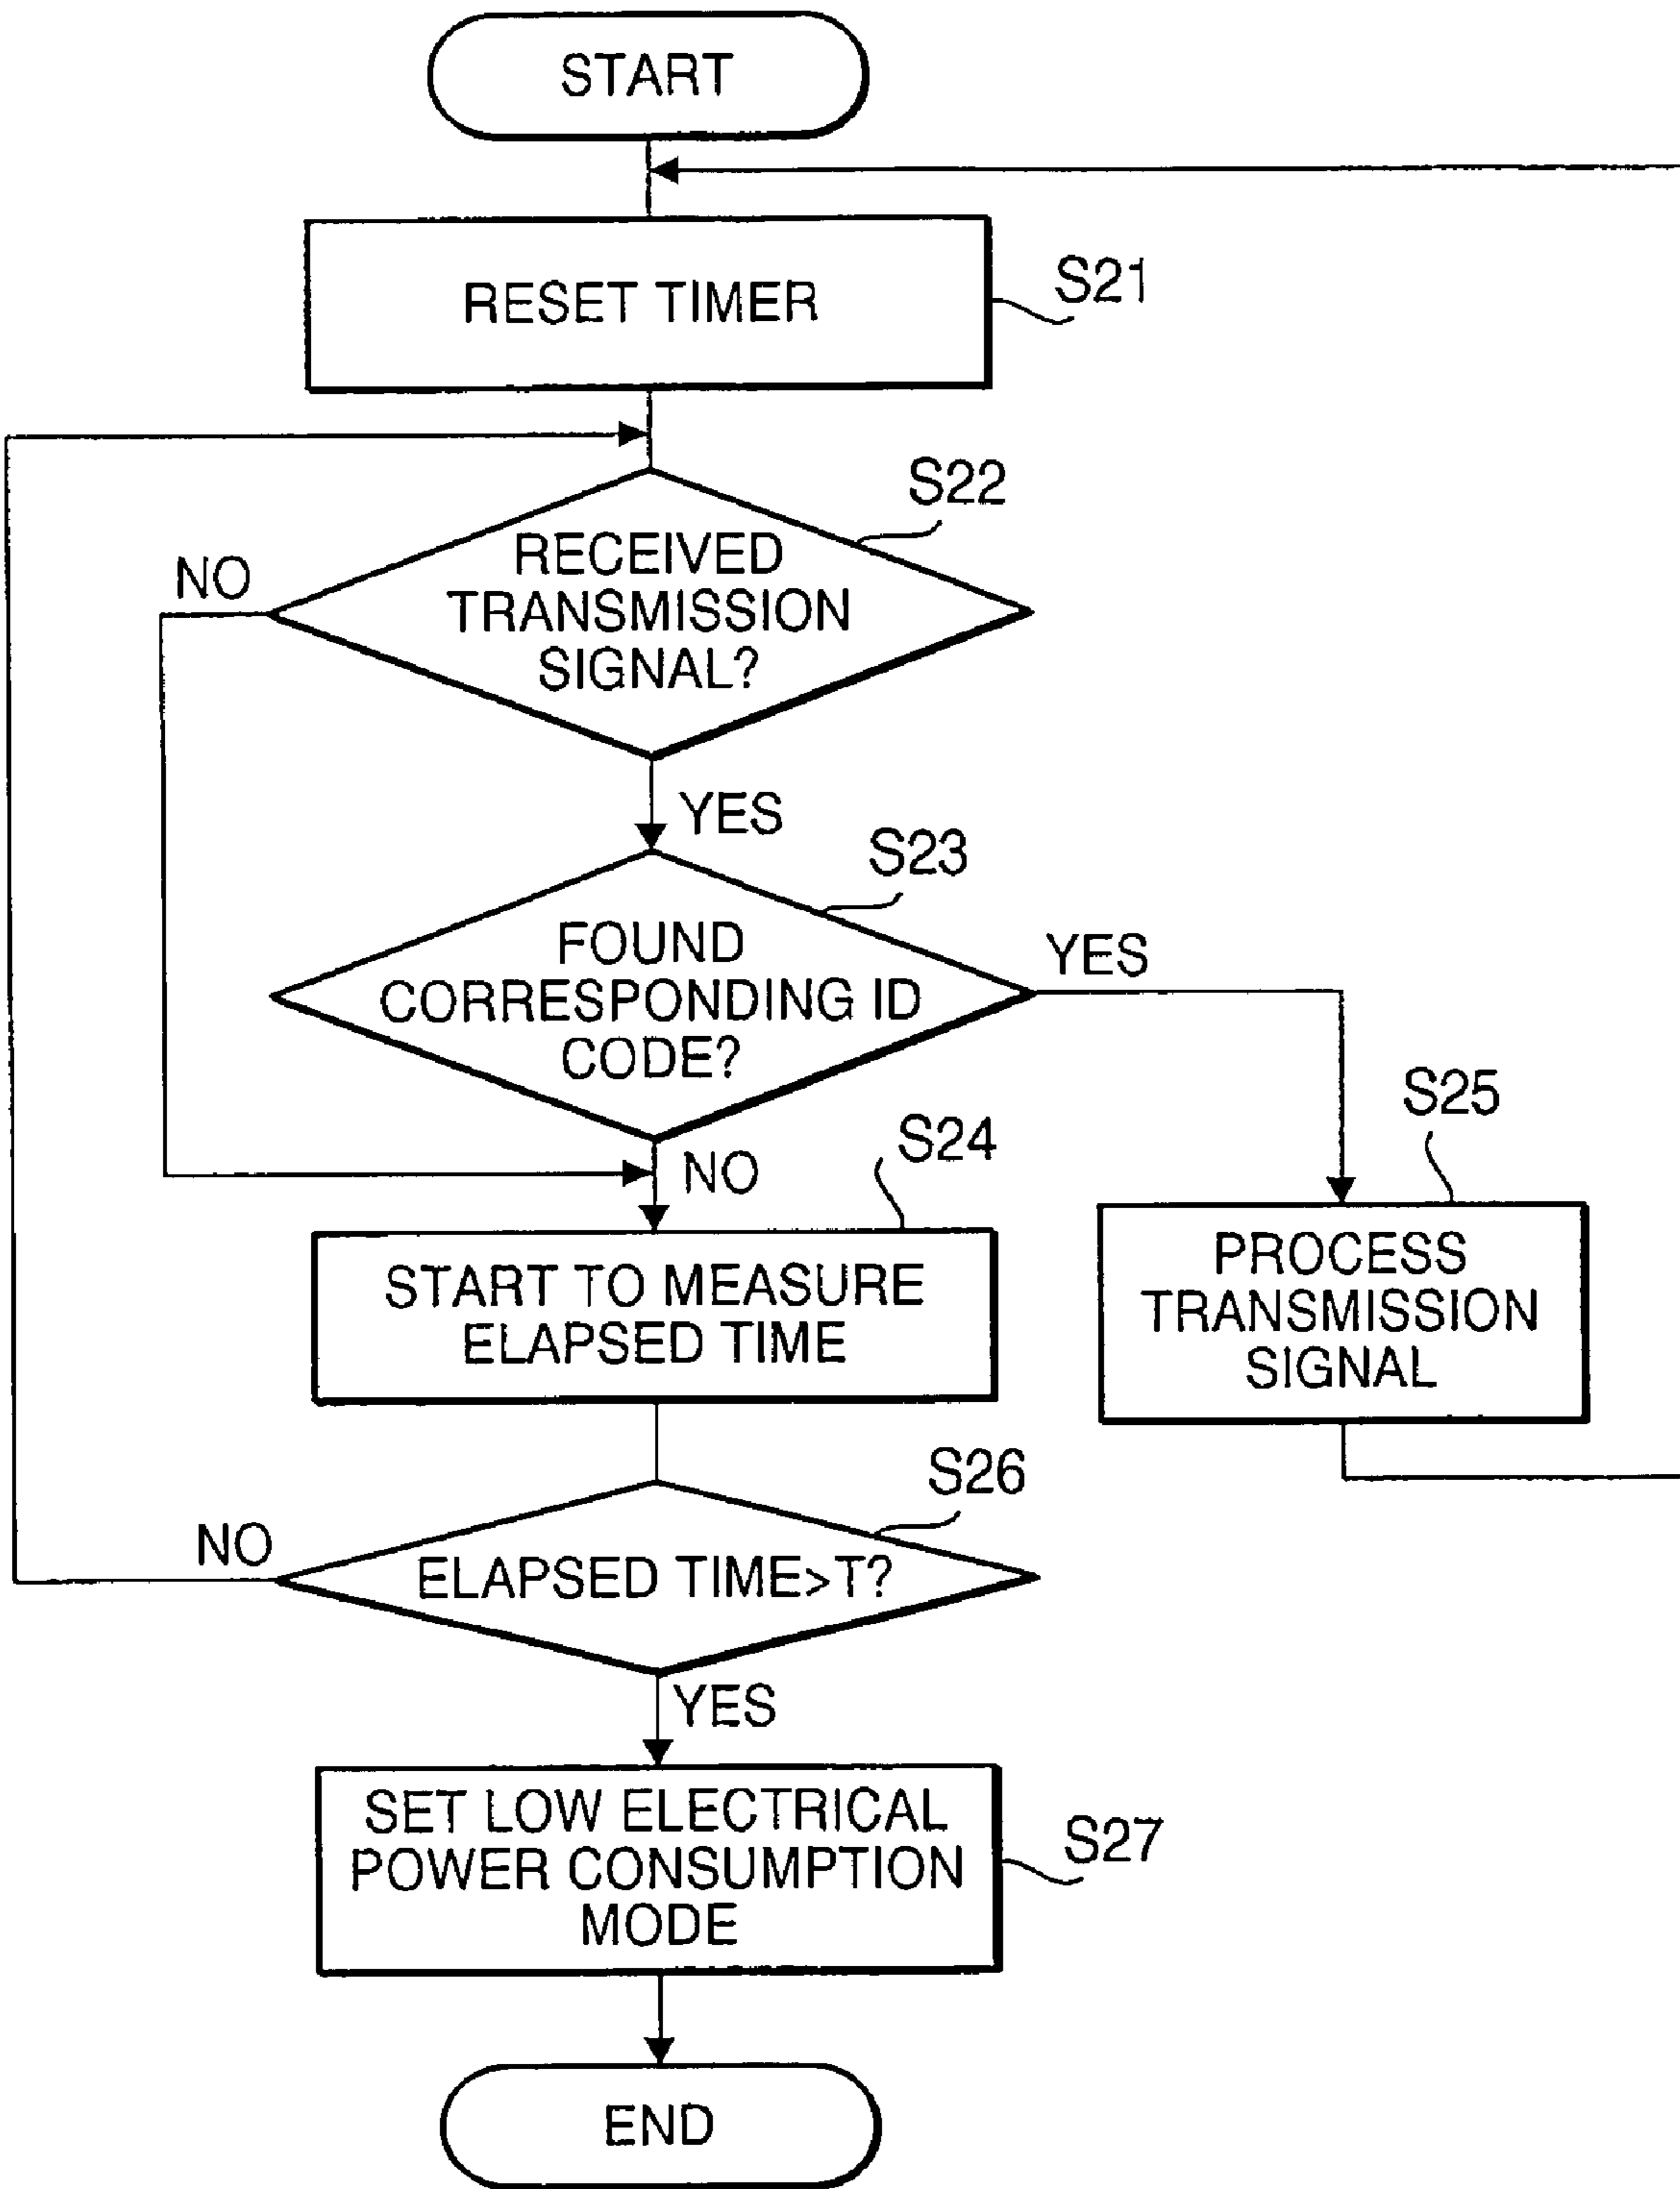 START
RESET TIMER
S21
S22
RECEIVED
TRANSMISSION
SIGNAL?
NO
YES
S23
FOUND
CORRESPONDING ID
CODE?
YES
NO
S24
START TO MEASURE
ELAPSED TIME
S25
PROCESS
TRANSMISSION
SIGNAL
S26
ELAPSED TIME>T?
NO
YES
SET LOW ELECTRICAL
POWER CONSUMPTION
MODE
S27
END